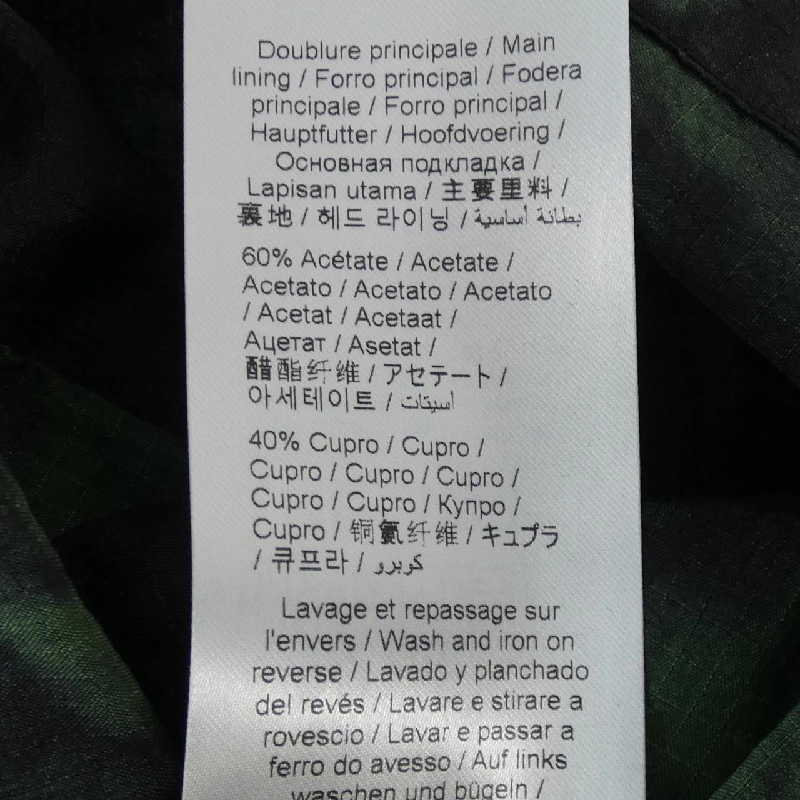 Doublure principale / Main
lining / Forro principal / Fodera
principale / Forro principal /
Hauptfutter / Hoofdvoering /
Основная подкладка /
Lapisan utama / 主要里料 /
裏地 / 헤드 라이닝 / بطانة أساسية
60% Acétate / Acetate /
Acetato / Acetato / Acetato
/ Acetat / Acetaat /
Ацетат / Asetat /
醋酯纤维 / アセテート /
아세테이트 / أسيتات
40% Cupro / Cupro /
Cupro / Cupro / Cupro /
Cupro / Cupro / Купро /
Cupro / 铜氨纤维 / キュプラ
/ 큐프라 / كوبرو
Lavage et repassage sur
l'envers / Wash and iron on
reverse / Lavado y planchado
del revés / Lavare e stirare a
rovescio / Lavar e passar a
ferro do avesso / Auf links
waschen und bügeln /